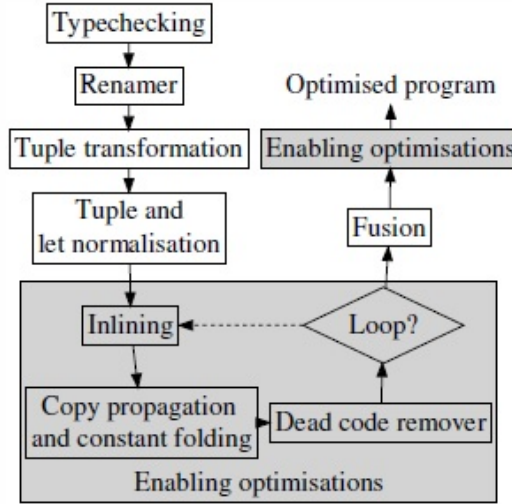 Typechecking
Renamer
Tuple transformation
Tuple and
let normalisation
Optimised program
Enabling optimisations
Fusion
Inlining
Loop?
Copy propagation
and constant folding
Dead code remover
Enabling optimisations